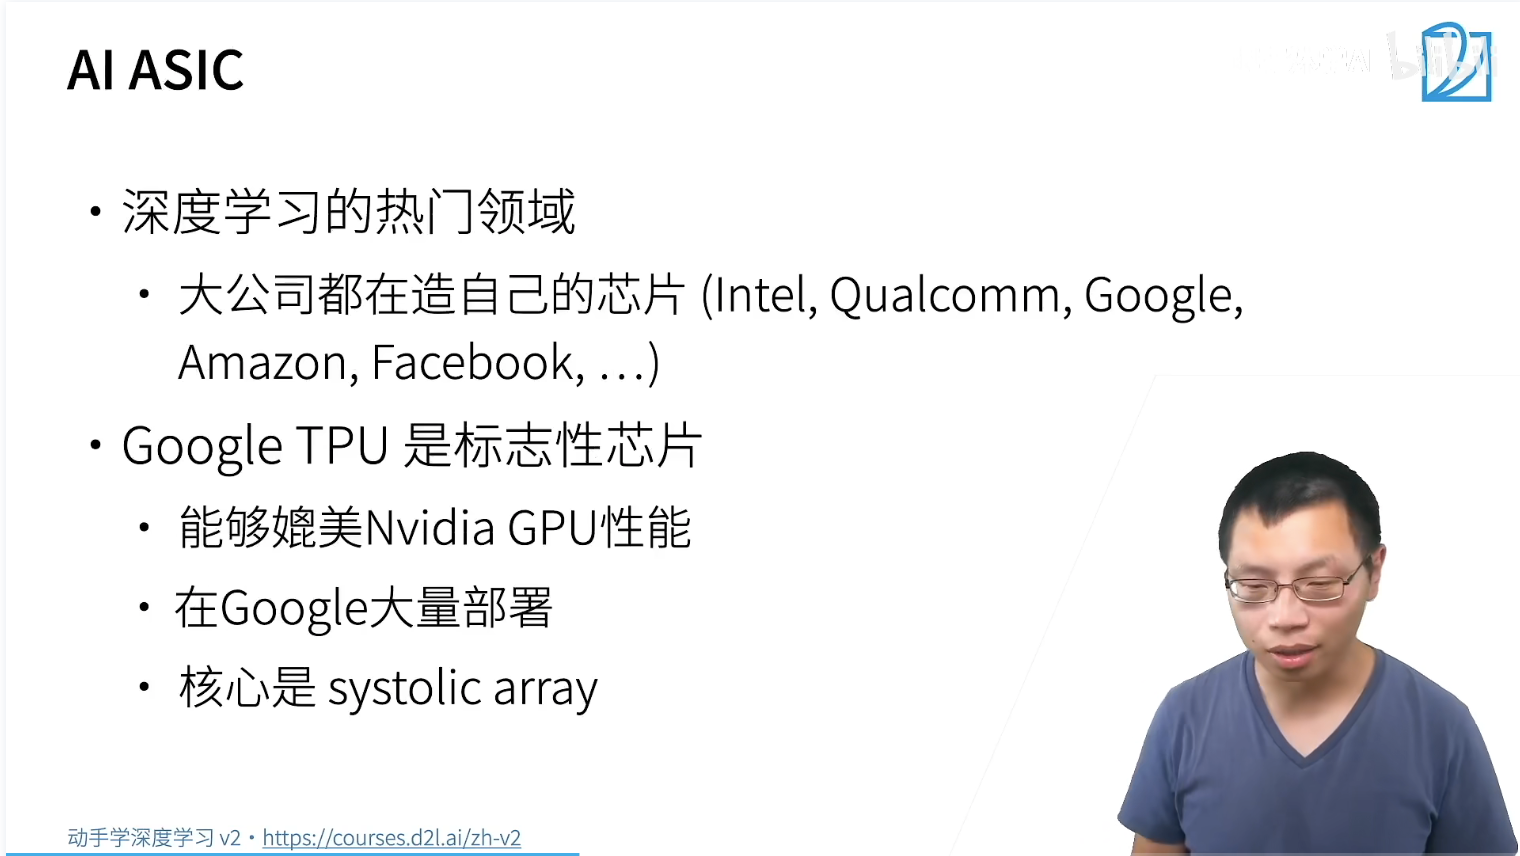 AI ASIC
• 深度学习的热门领域
• 大公司都在造自己的芯片 (Intel, Qualcomm, Google,
Amazon, Facebook, …)
• Google TPU 是标志性芯片
• 能够媲美Nvidia GPU性能
• 在Google大量部署
• 核心是 systolic array
动手学深度学习 v2 • https://courses.d2l.ai/zh-v2